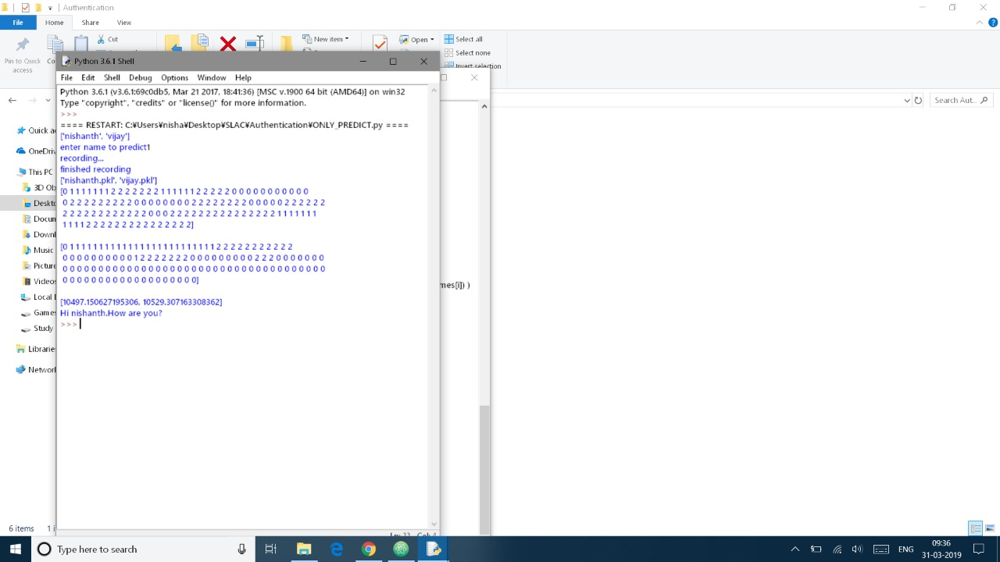 Authentication
File Home Share View
Cut
New item
Open
Select all
Pin to Quick access
Select none
Invert selection
Python 3.6.1 Shell
File Edit Shell Debug Options Window Help
Python 3.6.1 (v3.6.1:69c0db5, Mar 21 2017, 18:41:36) [MSC v.1900 64 bit (AMD64)] on win32
Type "copyright", "credits" or "license()" for more information.
>>>
==== RESTART: C:¥Users¥nisha¥Desktop¥SLAC¥Authentication¥ONLY_PREDICT.py ====
['nishanth', 'vijay']
enter name to predict1
recording...
finished recording
['nishanth.pkl', 'vijay.pkl']
[0 1 1 1 1 1 1 1 2 2 2 2 2 2 2 1 1 1 1 1 1 2 2 2 2 2 0 0 0 0 0 0 0 0 0 0 0
0 2 2 2 2 2 2 2 2 2 0 0 0 0 0 0 0 0 2 2 2 2 2 2 2 2 0 0 0 0 0 2 2 2 2 2 2
2 2 2 2 2 2 2 2 2 2 2 2 0 0 0 2 2 2 2 2 2 2 2 2 2 2 2 2 2 2 1 1 1 1 1 1 1
1 1 1 1 2 2 2 2 2 2 2 2 2 2 2 2 2 2 2]
[0 1 1 1 1 1 1 1 1 1 1 1 1 1 1 1 1 1 1 1 1 1 1 1 1 1 2 2 2 2 2 2 2 2 2 2 2
0 0 0 0 0 0 0 0 0 0 1 2 2 2 2 2 2 2 0 0 0 0 0 0 0 0 0 2 2 2 0 0 0 0 0 0 0
0 0 0 0 0 0 0 0 0 0 0 0 0 0 0 0 0 0 0 0 0 0 0 0 0 0 0 0 0 0 0 0 0 0 0 0 0
0 0 0 0 0 0 0 0 0 0 0 0 0 0 0 0 0 0 0]
[10497.150627195306, 10529.307163308362]
Hi nishanth.How are you?
>>>
mes[i]) )
Search Aut...
Quick a
OneDriv
This PC
3D Ob
Deskto
Docum
Downl
Music
Picture
Videos
Local
Games
Study
Librarie
Networ
6 items
Type here to search
ENG
09:36
31-03-2019